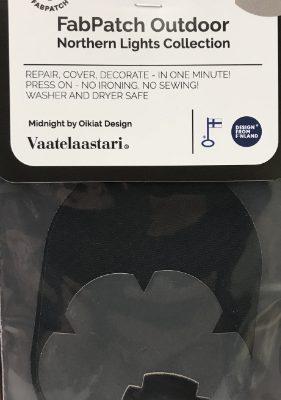 FABPATCH
FabPatch Outdoor
Northern Lights Collection
REPAIR, COVER, DECORATE - IN ONE MINUTE!
PRESS ON - NO IRONING, NO SEWING!
WASHER AND DRYER SAFE
Midnight by Oikiat Design
Vaatelaastari®
DESIGN
FROM
FINLAND